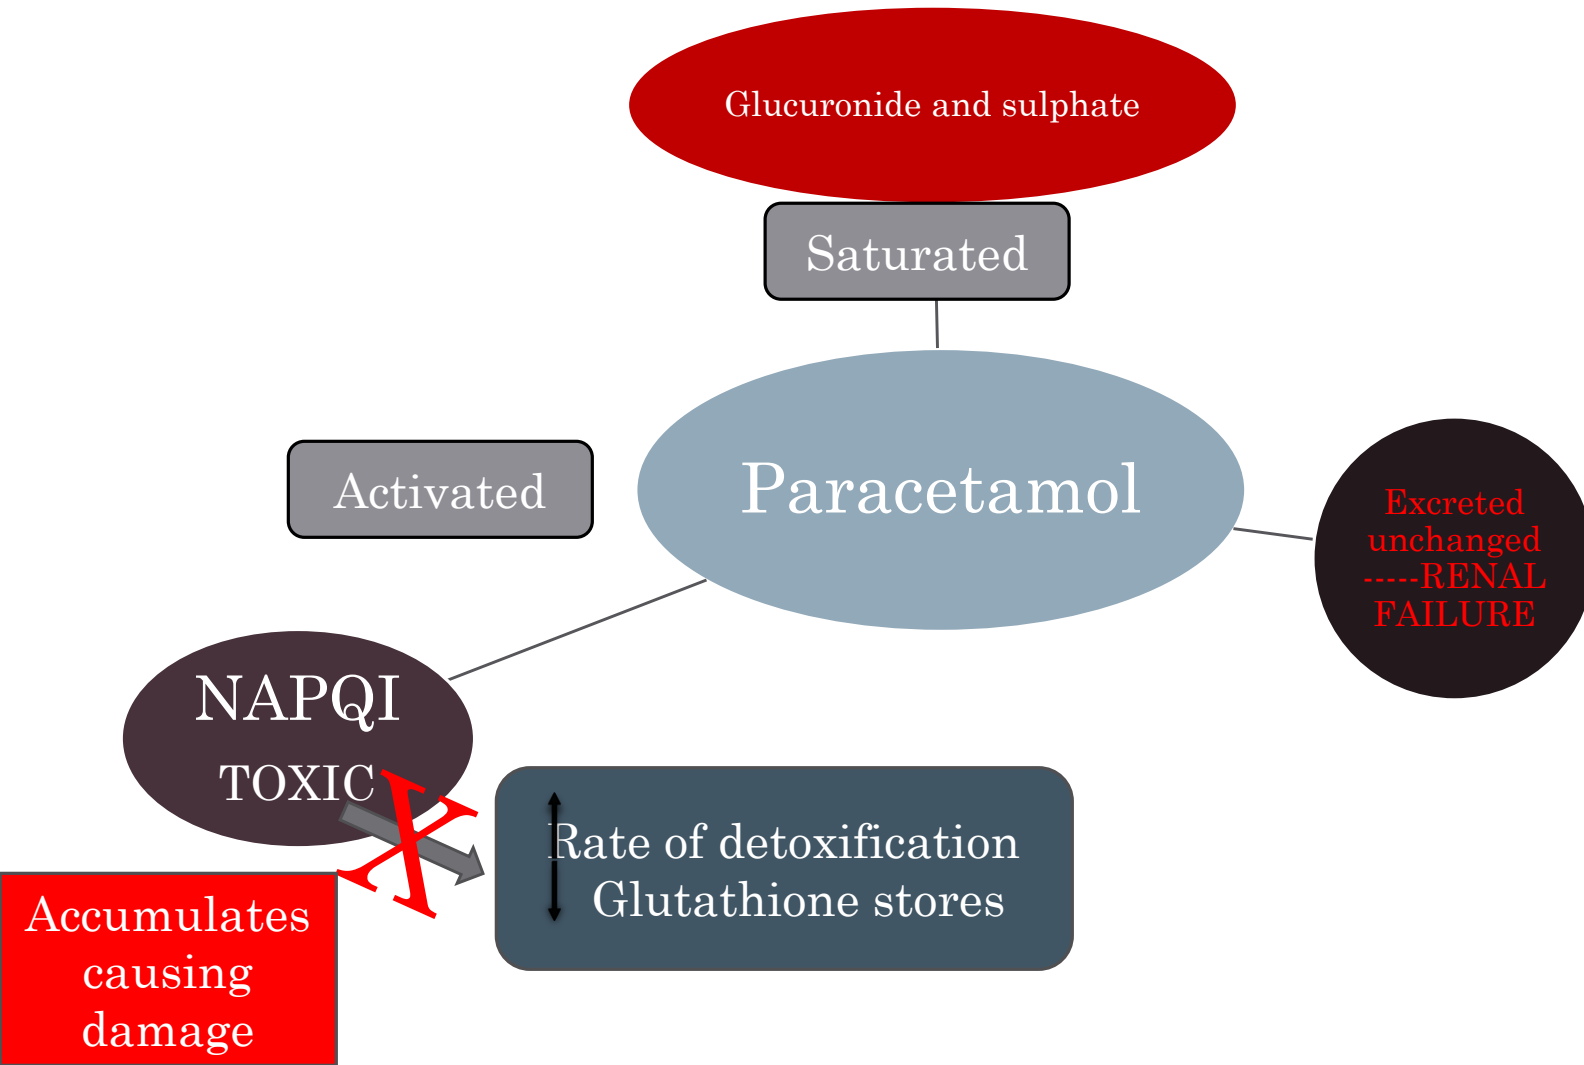 Glucuronide and sulphate
Saturated
Activated
Paracetamol
Excreted
unchanged
-----RENAL
FAILURE
NAPQI
TOXIC
X
Rate of detoxification
Glutathione stores
Accumulates
causing
damage